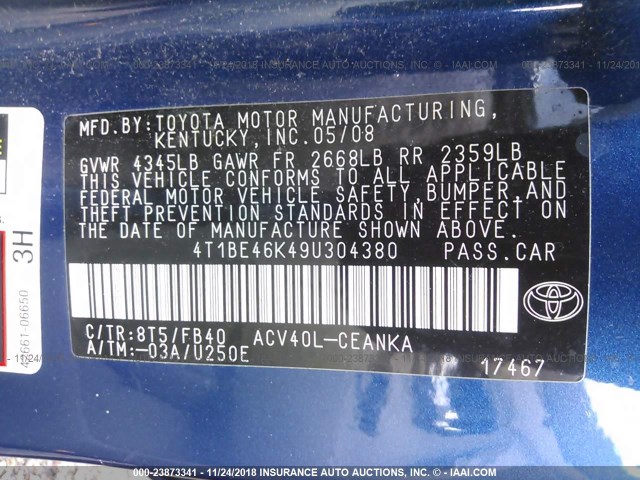 MFD.BY:TOYOTA MOTOR MANUFACTURING,
KENTUCKY,INC.05/08
GVWR 4345LB GAWR FR 2668LB RR 2359LB
THIS VEHICLE CONFORMS TO ALL APPLICABLE
FEDERAL MOTOR VEHICLE SAFETY,BUMPER,AND
THEFT PREVENTION STANDARDS IN EFFECT ON
THE DATE OF MANUFACTURE SHOWN ABOVE.
4T1BE46K49U304380 PASS.CAR
C/TR:8T5/FB40 ACV40L-CEANKA
A/TM:-03A/U250E
17467
TOYOTA
3H
42661-06650
000-23873341 - 11/24/2018 INSURANCE AUTO AUCTIONS, INC. - © IAAI.COM